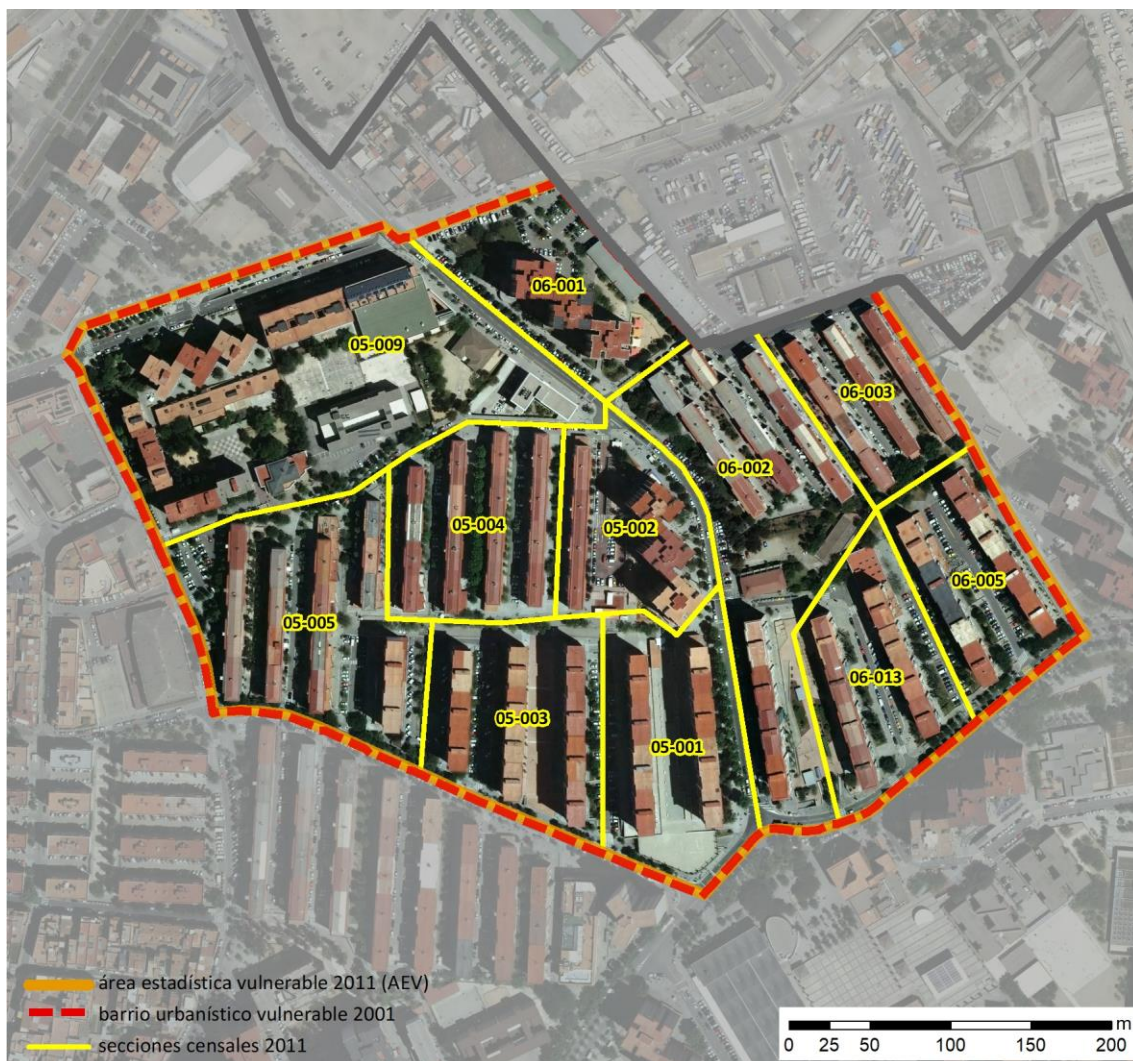 06-001
05-009
06-003
06-002
05-004
05-002
06-005
05-005
06-013
05-003
05-001
área estadística vulnerable 2011 (AEV)
barrio urbanístico vulnerable 2001
secciones censales 2011
m
0 25 50 100 150 200